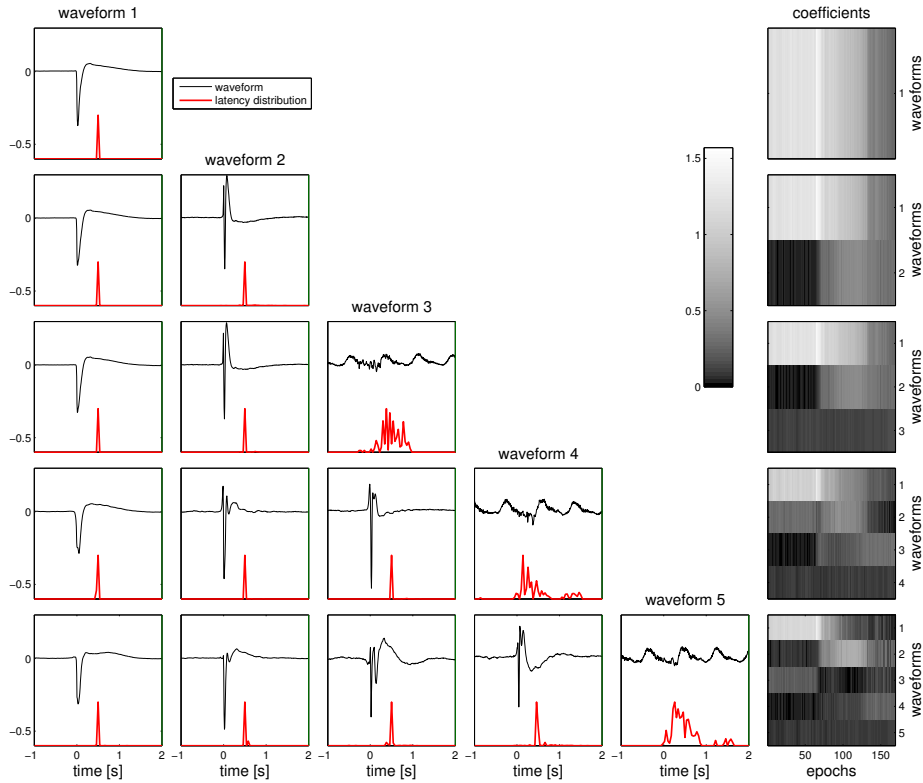 waveform 1
coefficients
0
−0.5
waveform
latency distribution
1
waveforms
waveform 2
1.5
1
0.5
0
0
−0.5
1
2
waveforms
waveform 3
0
−0.5
1
2
3
waveforms
waveform 4
0
−0.5
1
2
3
4
waveforms
waveform 5
0
−0.5
1
2
3
4
5
waveforms
−1 0 1 2
−1 0 1 2
−1 0 1 2
−1 0 1 2
−1 0 1 2
50 100 150
time [s]
time [s]
time [s]
time [s]
time [s]
epochs